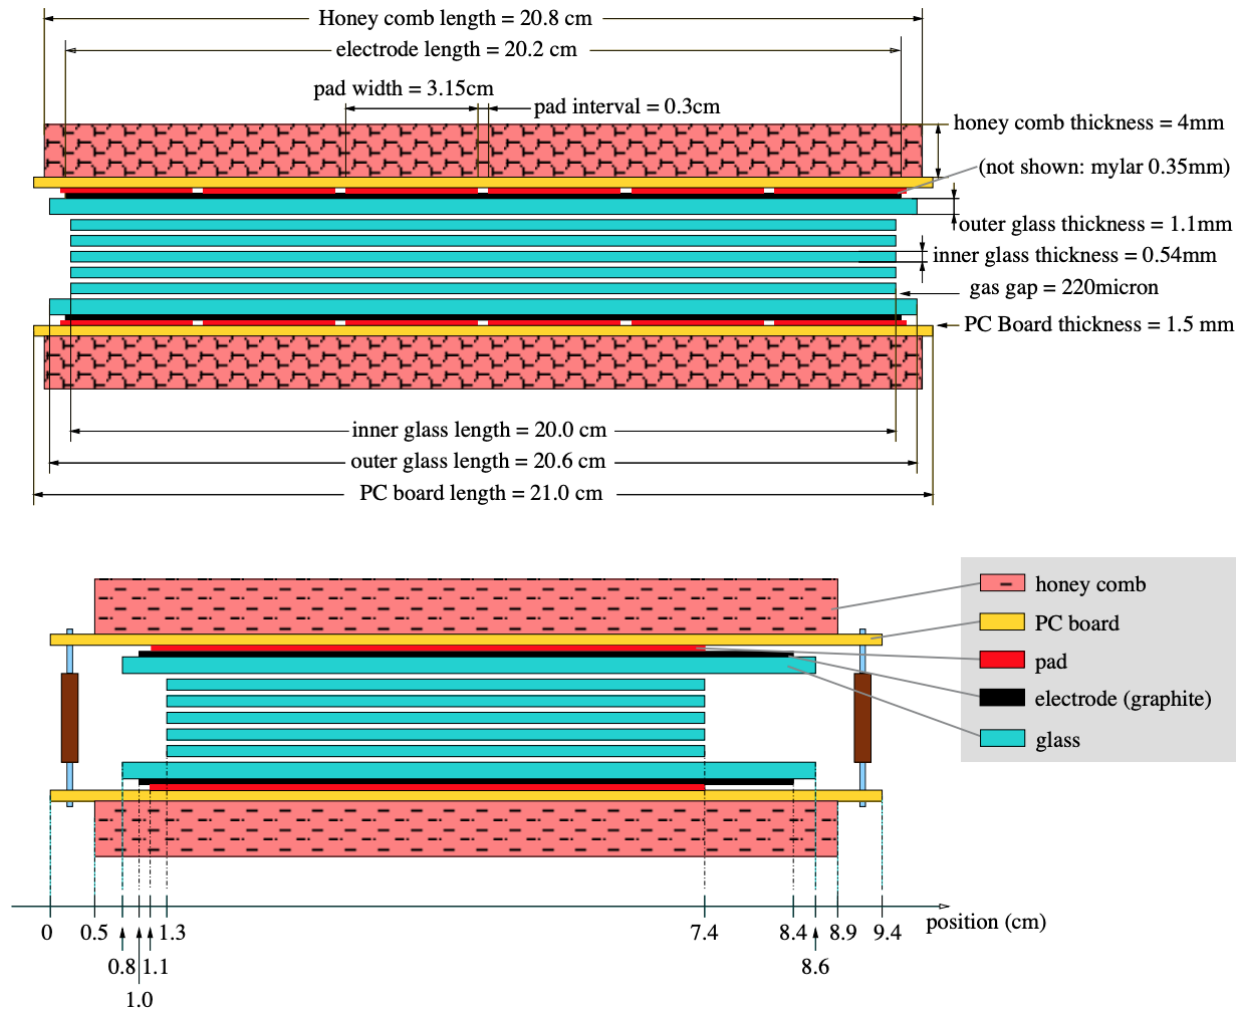 Honey comb length = 20.8 cm
electrode length = 20.2 cm
pad width = 3.15cm
pad interval = 0.3cm
honey comb thickness = 4mm
(not shown: mylar 0.35mm)
outer glass thickness = 1.1mm
inner glass thickness = 0.54mm
gas gap = 220micron
PC Board thickness = 1.5 mm
inner glass length = 20.0 cm
outer glass length = 20.6 cm
PC board length = 21.0 cm
honey comb
PC board
pad
electrode (graphite)
glass
0 0.5 1.3 7.4 8.4 8.9 9.4 position (cm)
0.8 1.1 8.6
1.0